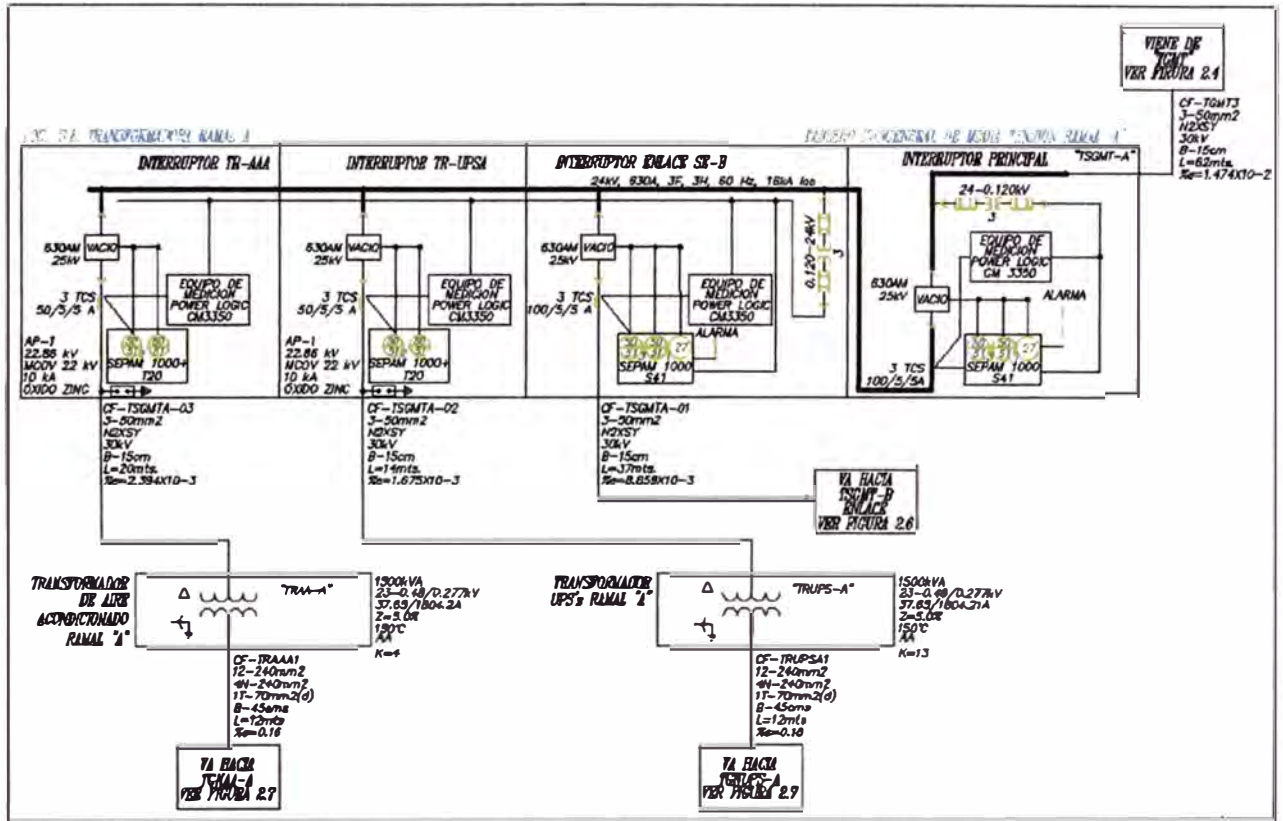 VIENE DE
"TGMT"
VER FIRURA 2.4
CF-TGMT3
3-50mm2
N2XSY
30kV
B-15cm
L=62mts.
%e=1.474X10-2
TRANSFORMADORA RAMAL A
DE MEDIA TENSION RAMAL "A"
INTERRUPTOR TR-AAA
INTERRUPTOR TR-UPSA
INTERRUPTOR ENLACE SE-B
INTERRUPTOR PRINCIPAL
"TSGMT-A"
24kV, 630A, 3F, 3H, 60 Hz, 16kA Icc
630AM
25kV
VACIO
3 TCS
50/5/5 A
EQUIPO DE
MEDICION
POWER LOGIC
CM3350
AP-1
22.86 kV
MCOV 22 kV
10 kA
OXIDO ZINC
SEPAM 1000+
T20
630AM
25kV
VACIO
3 TCS
50/5/5 A
EQUIPO DE
MEDICION
POWER LOGIC
CM3350
AP-1
22.86 kV
MCOV 22 kV
10 kA
OXIDO ZINC
SEPAM 1000+
T20
630AM
25kV
VACIO
3 TCS
100/5/5 A
EQUIPO DE
MEDICION
POWER LOGIC
CM3350
ALARMA
27
SEPAM 1000
S41
0.120-24kV
3
24-0.120kV
3
EQUIPO DE
MEDICION
POWER LOGIC
CM 3350
630AM
25kV
VACIO
ALARMA
27
SEPAM 1000
S41
3 TCS
100/5/5A
CF-TSGMTA-03
3-50mm2
N2XSY
30kV
B-15cm
L=20mts.
%e=2.394X10-3
CF-TSGMTA-02
3-50mm2
N2XSY
30kV
B-15cm
L=14mts.
%e=1.675X10-3
CF-TSGMTA-01
3-50mm2
N2XSY
30kV
B-15cm
L=37mts.
%e=8.859X10-3
VA HACIA
TSGMT-B
ENLACE
VER FIGURA 2.6
TRANSFORMADOR
DE AIRE
ACONDICIONADO
RAMAL "A"
"TRAA-A"
1500kVA
23-0.48/0.277kV
37.65/1804.2A
Z=5.0%
150°C
AA
K=4
TRANSFORMADOR
UPS's RAMAL "A"
"TRUPS-A"
1500kVA
23-0.48/0.277kV
37.65/1804.21A
Z=5.0%
150°C
AA
K=13
CF-TRAAA1
12-240mm2
4N-240mm2
1T-70mm2(d)
B-45cms
L=12mts
%e=0.16
CF-TRUPSA1
12-240mm2
4N-240mm2
1T-70mm2(d)
B-45cms
L=12mts
%e=0.18
VA HACIA
TGNAA-A
VER FIGURA 2.7
VA HACIA
TGNUPS-A
VER FIGURA 2.7